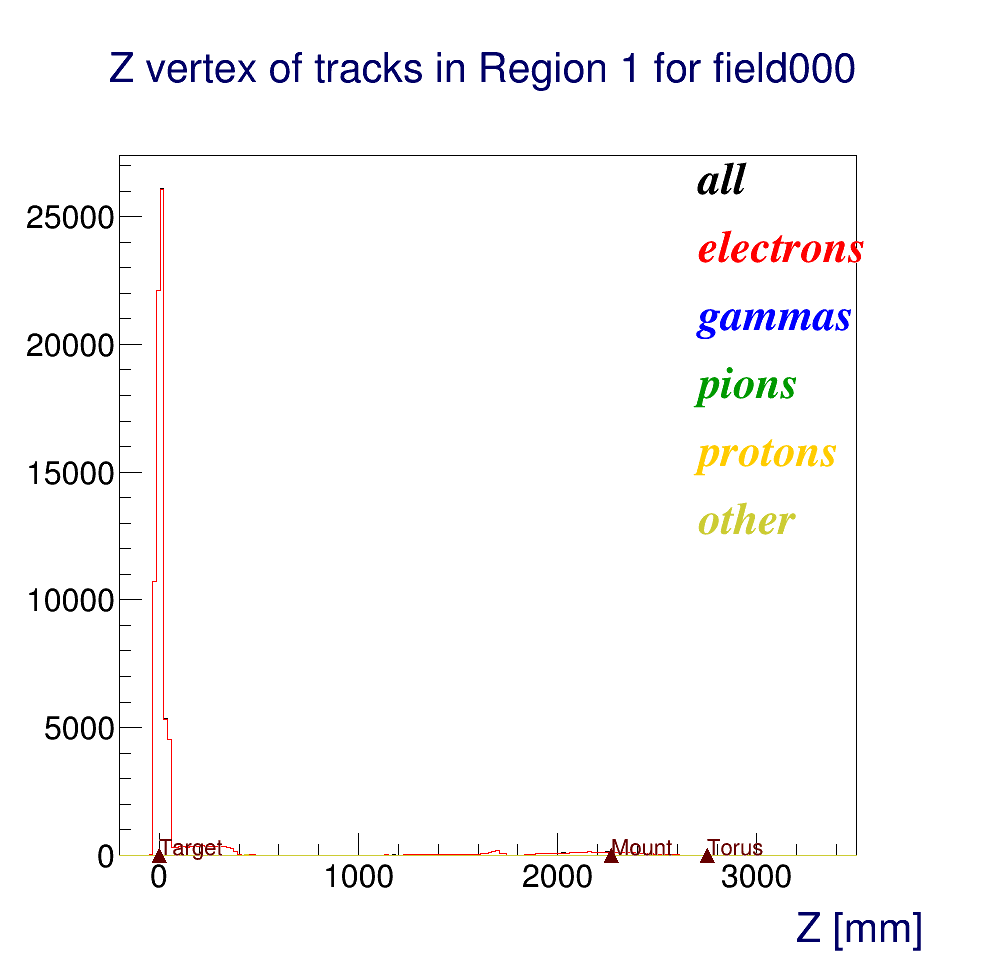 Z vertex of tracks in Region 1 for field000
all
25000
electrons
gammas
20000
pions
protons
15000
other
10000
5000
0
Target
Mount
Torus
0 1000 2000 3000
Z [mm]